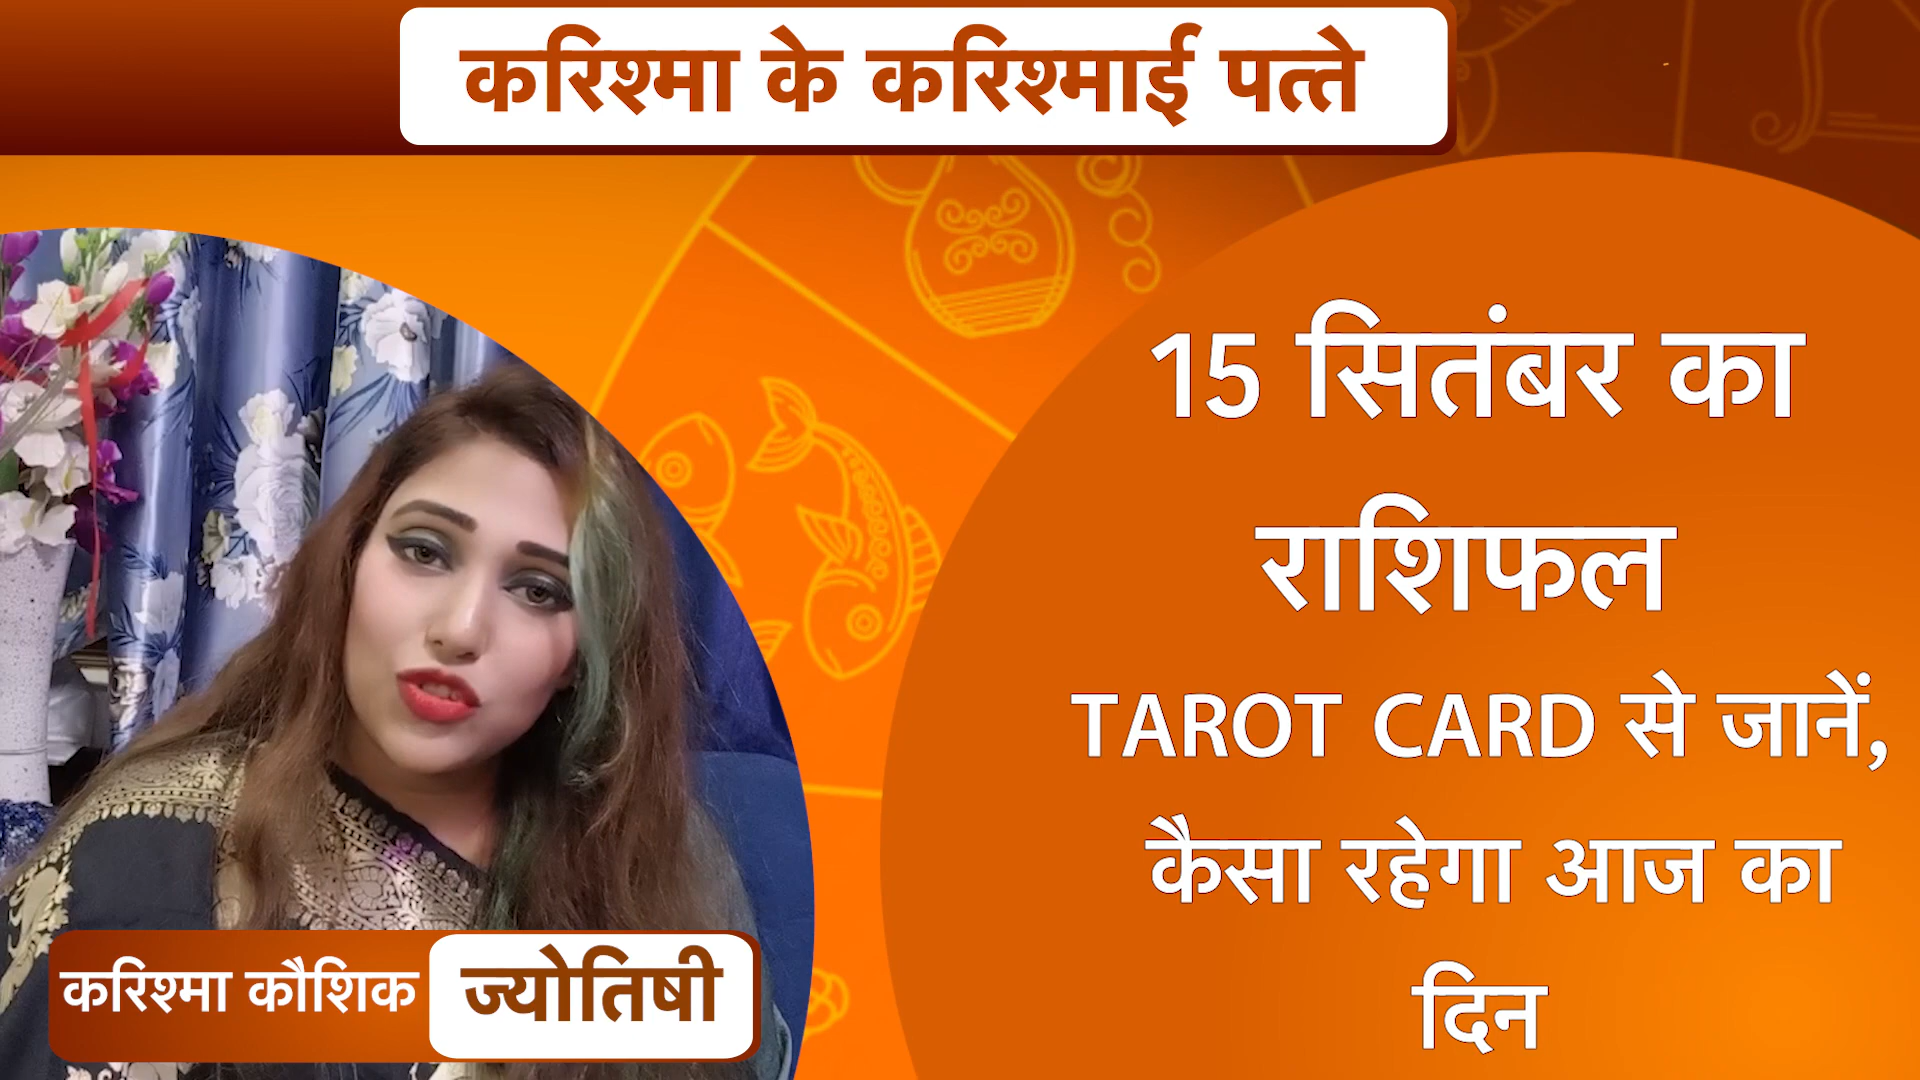 करिश्मा के करिश्माई पत्ते
15 सितंबर का
राशिफल
TAROT CARD से जानें,
कैसा रहेगा आज का
दिन
करिश्मा कौशिक ज्योतिषी